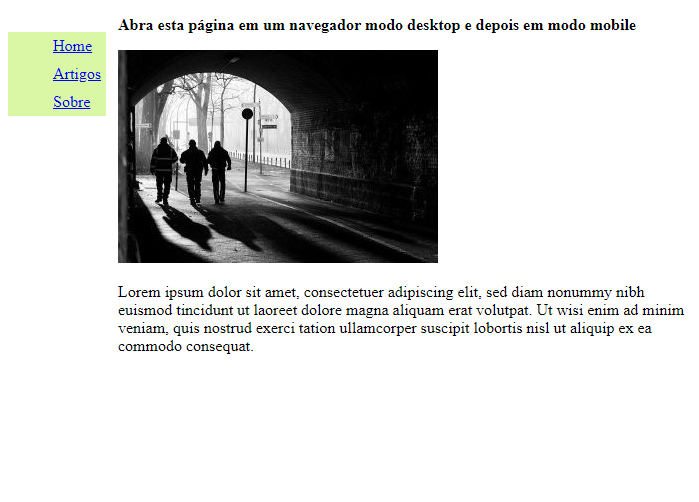 Home
Artigos
Sobre
Abra esta página em um navegador modo desktop e depois em modo mobile
Lorem ipsum dolor sit amet, consectetuer adipiscing elit, sed diam nonummy nibh
euismod tincidunt ut laoreet dolore magna aliquam erat volutpat. Ut wisi enim ad minim
veniam, quis nostrud exerci tation ullamcorper suscipit lobortis nisl ut aliquip ex ea
commodo consequat.